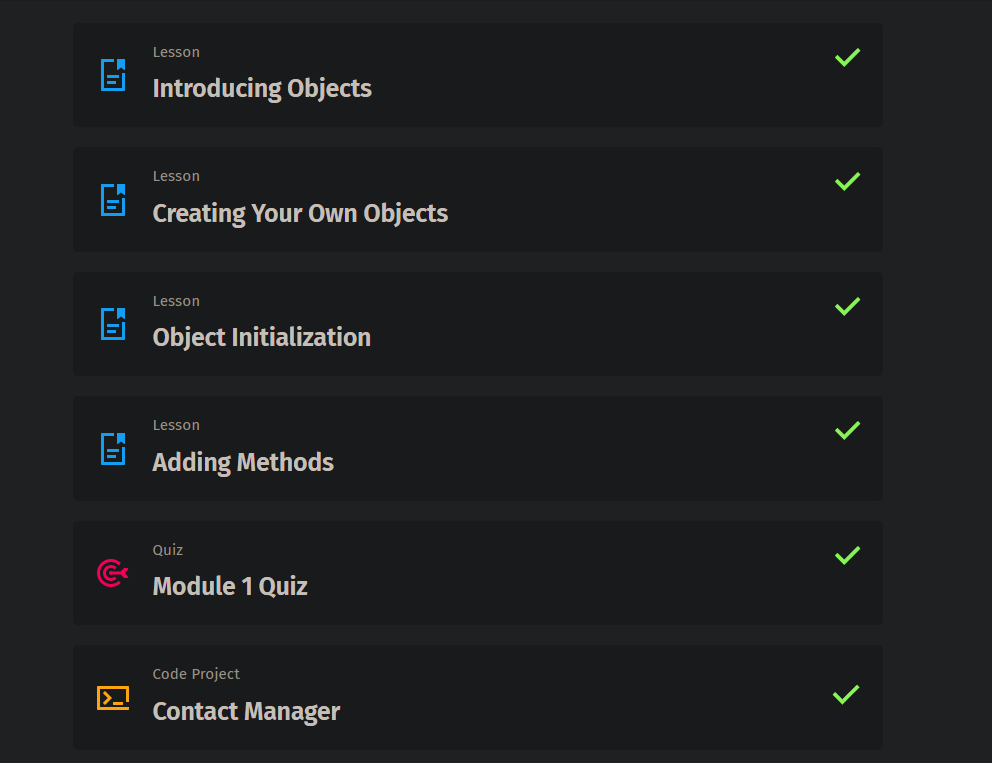 Lesson
Introducing Objects
Lesson
Creating Your Own Objects
Lesson
Object Initialization
Lesson
Adding Methods
Quiz
Module 1 Quiz
Code Project
Contact Manager